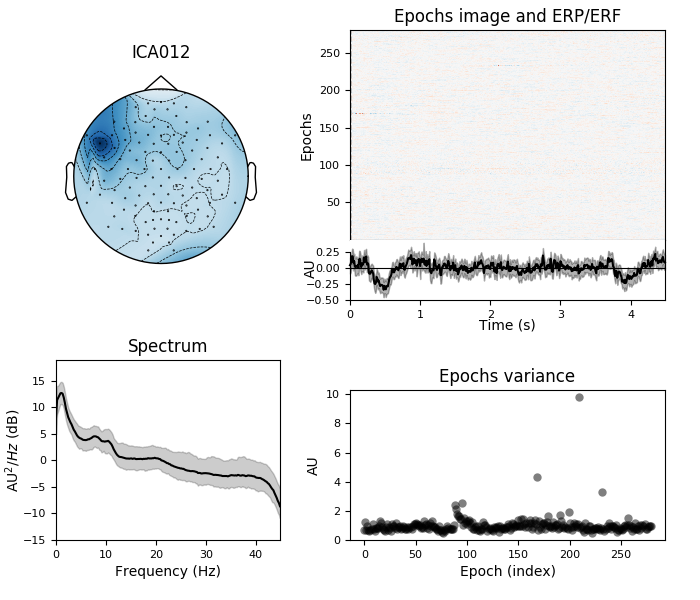 Epochs image and ERP/ERF
ICA012
Epochs
250
200
150
100
50
AU
0.25
0.00
−0.25
−0.50
0 1 2 3 4
Time (s)
Spectrum
AU²/Hz (dB)
15
10
5
0
−5
−10
−15
0 10 20 30 40
Frequency (Hz)
Epochs variance
AU
10
8
6
4
2
0
0 50 100 150 200 250
Epoch (index)